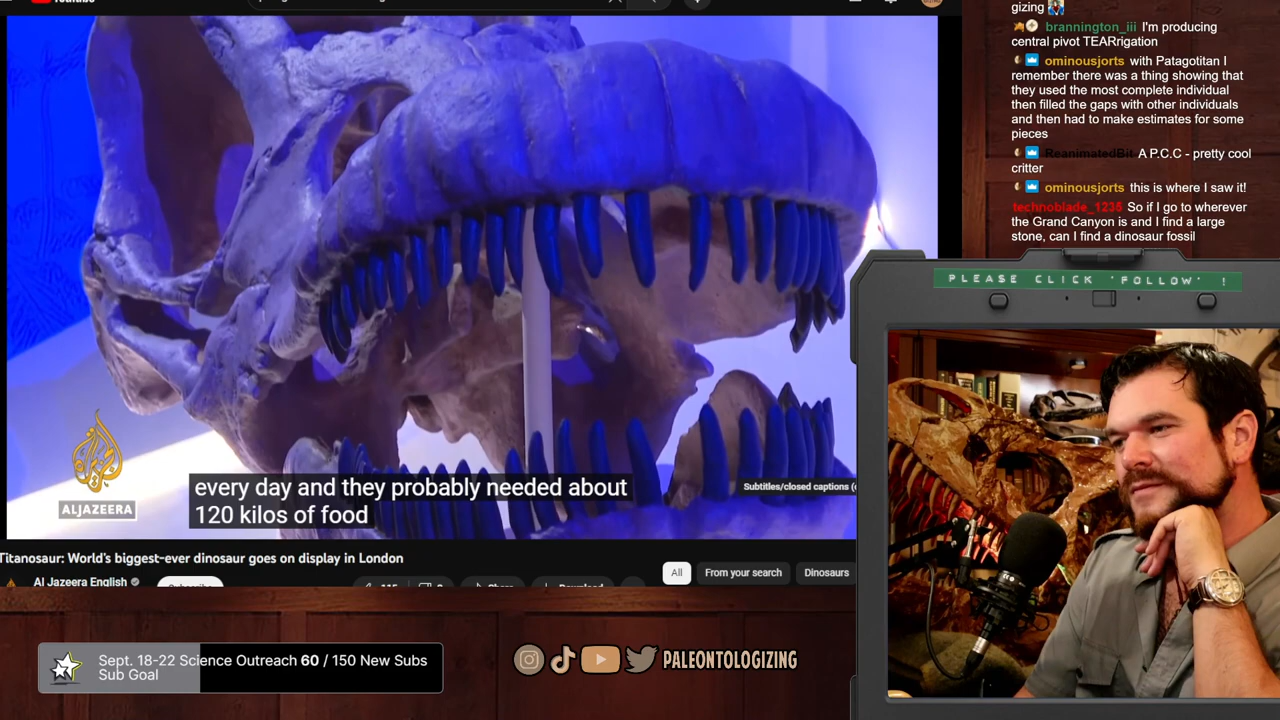 gizing
brannington_iii I'm producing
central pivot TEARrigation
ominousjorts with Patagotitan I
remember there was a thing showing that
they used the most complete individual
then filled the gaps with other individuals
and then had to make estimates for some
pieces
ReanimatedBit A P.C.C - pretty cool
critter
ominousjorts this is where I saw it!
technoblade_1235 So if I go to wherever
the Grand Canyon is and I find a large
stone, can I find a dinosaur fossil
PLEASE CLICK 'FOLLOW' !
ALJAZEERA
every day and they probably needed about
120 kilos of food
Subtitles/closed captions (
Titanosaur: World's biggest-ever dinosaur goes on display in London
Al Jazeera English
All
From your search
Dinosaurs
Sept. 18-22 Science Outreach 60 / 150 New Subs
Sub Goal
PALEONTOLOGIZING